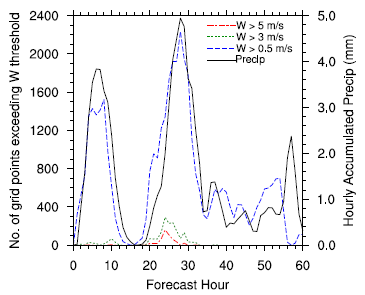 2400
2000
1600
1200
800
400
0
No. of grid points exceeding W threshold
W > 5 m/s
W > 3 m/s
W > 0.5 m/s
Precip
5,0
4,0
3,0
2,0
1,0
0,0
Hourly Accumulated Precip (mm)
0 10 20 30 40 50 60
Forecast Hour